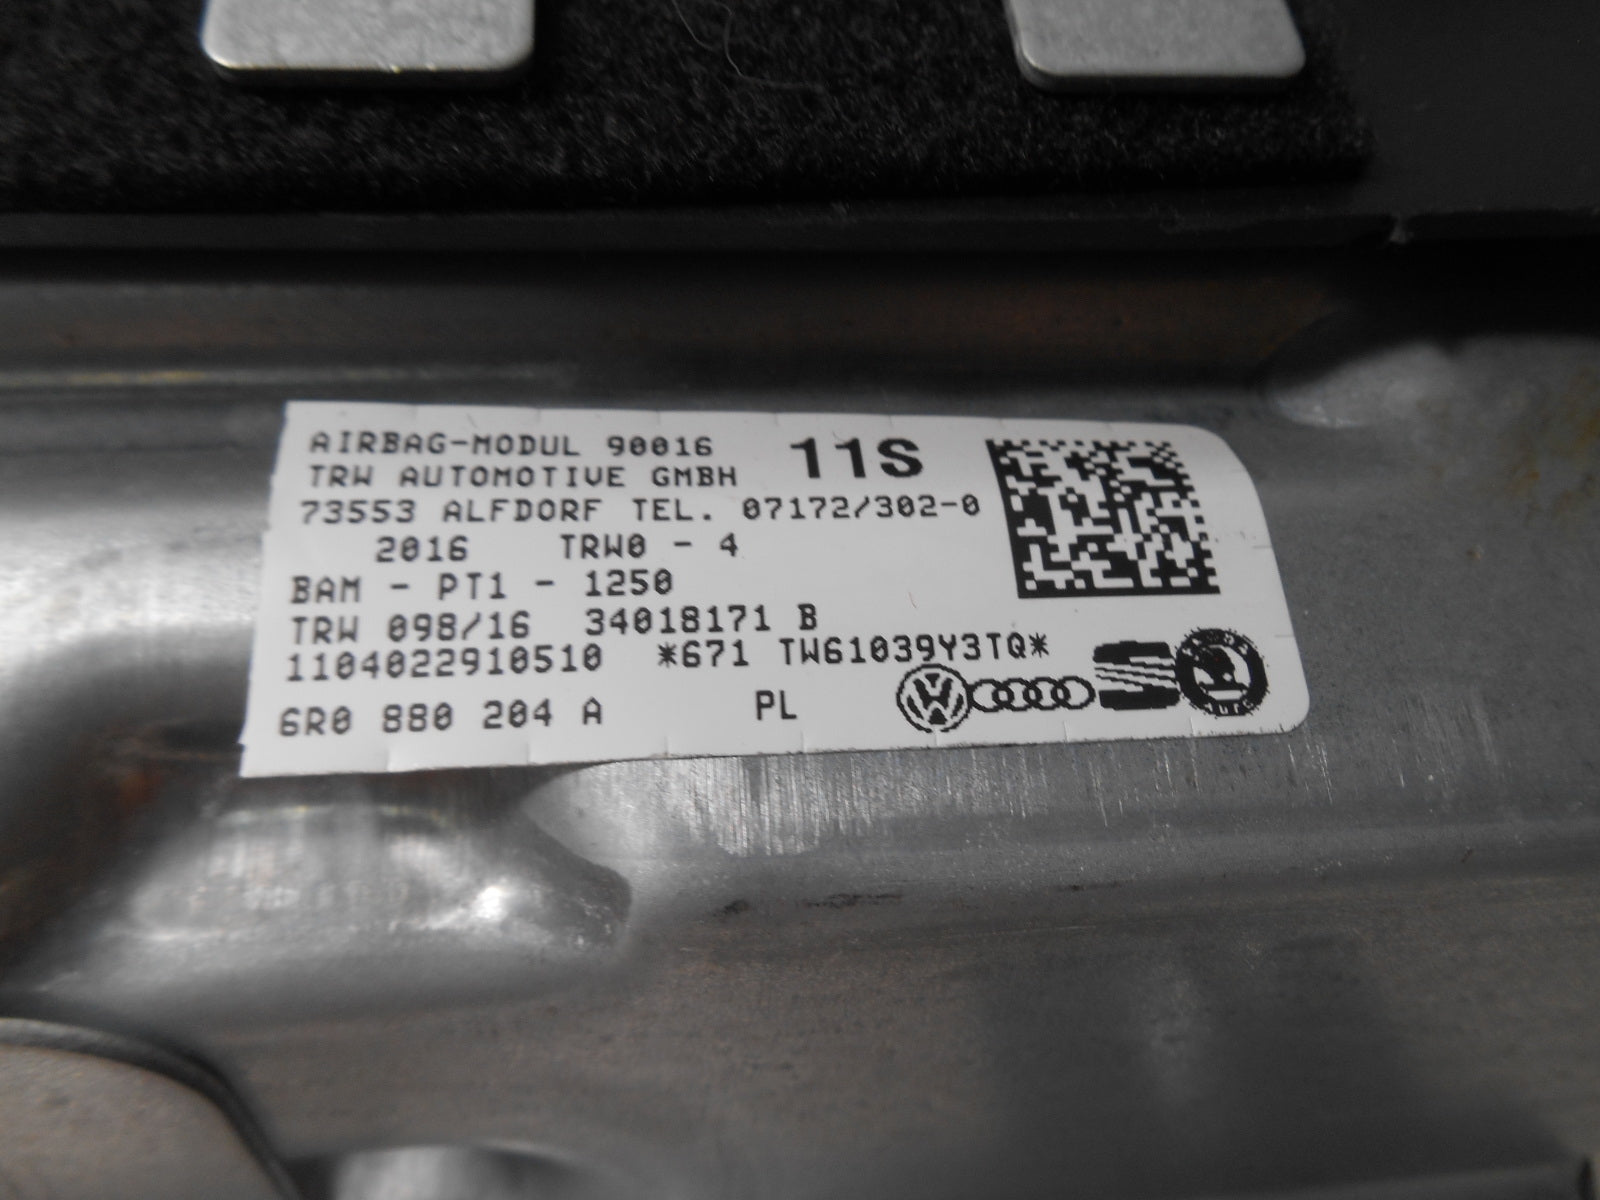 AIRBAG-MODUL 90016 11S
TRW AUTOMOTIVE GMBH
73553 ALFDORF TEL. 07172/302-0
2016 TRW0 - 4
BAM - PT1 - 1250
TRW 098/16 34018171 B
1104022910510 *671 TW61039Y3TQ*
6R0 880 204 A PL